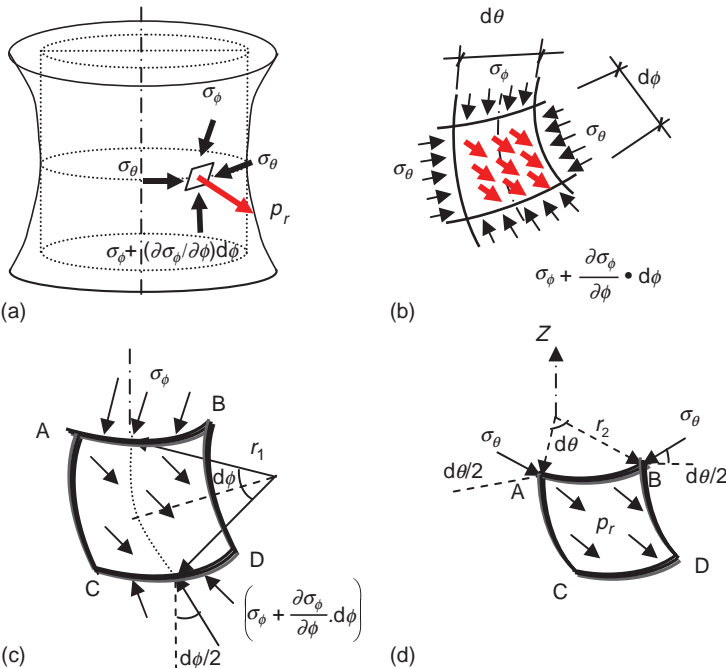 σϕ
σθ
σθ
pr
σϕ + (∂σϕ/∂ϕ)dϕ
(a)
dθ
σϕ
dϕ
σθ
σθ
σϕ + ∂σϕ/∂ϕ • dϕ
(b)
σϕ
A
B
r1
dϕ
C
D
(σϕ + ∂σϕ/∂ϕ .dϕ)
dϕ/2
(c)
Z
r2
σθ
σθ
dθ
dθ/2
A
B
dθ/2
pr
C
D
(d)